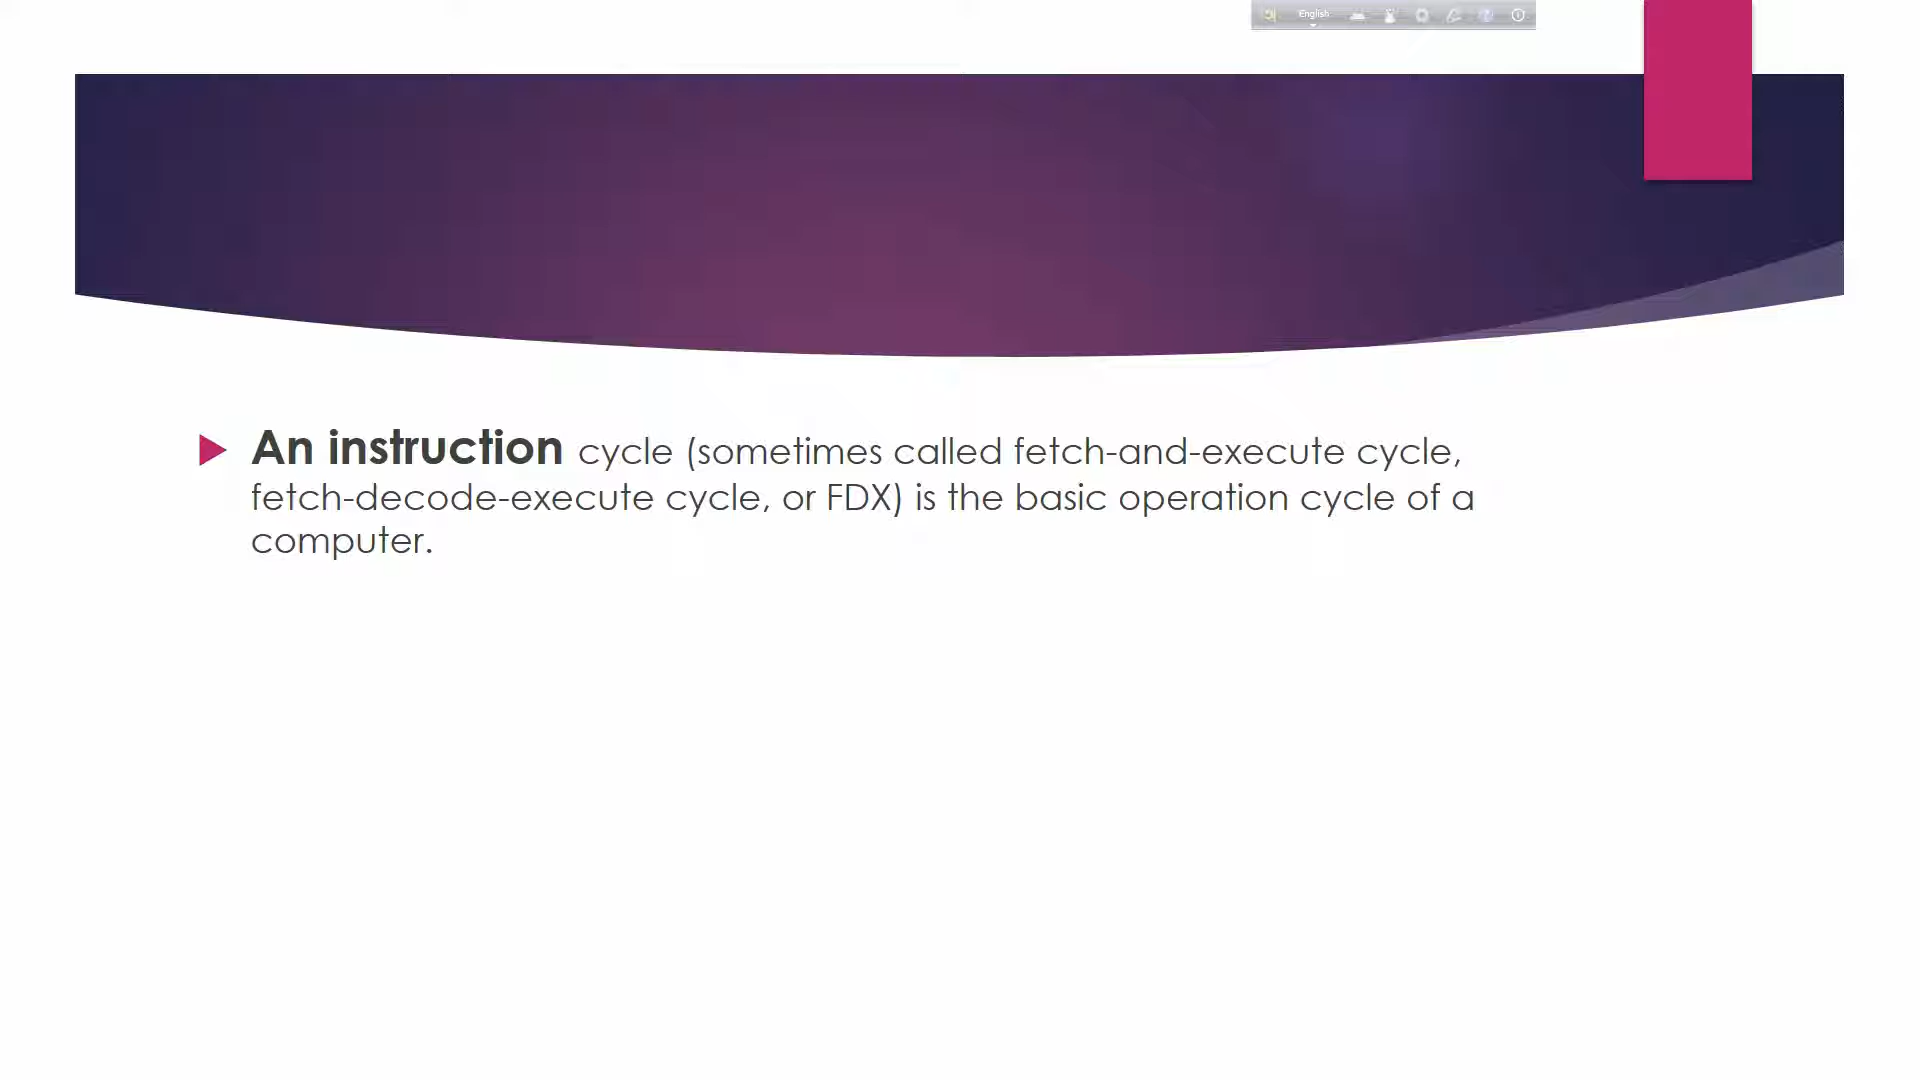 English
An instruction cycle (sometimes called fetch-and-execute cycle,
fetch-decode-execute cycle, or FDX) is the basic operation cycle of a
computer.